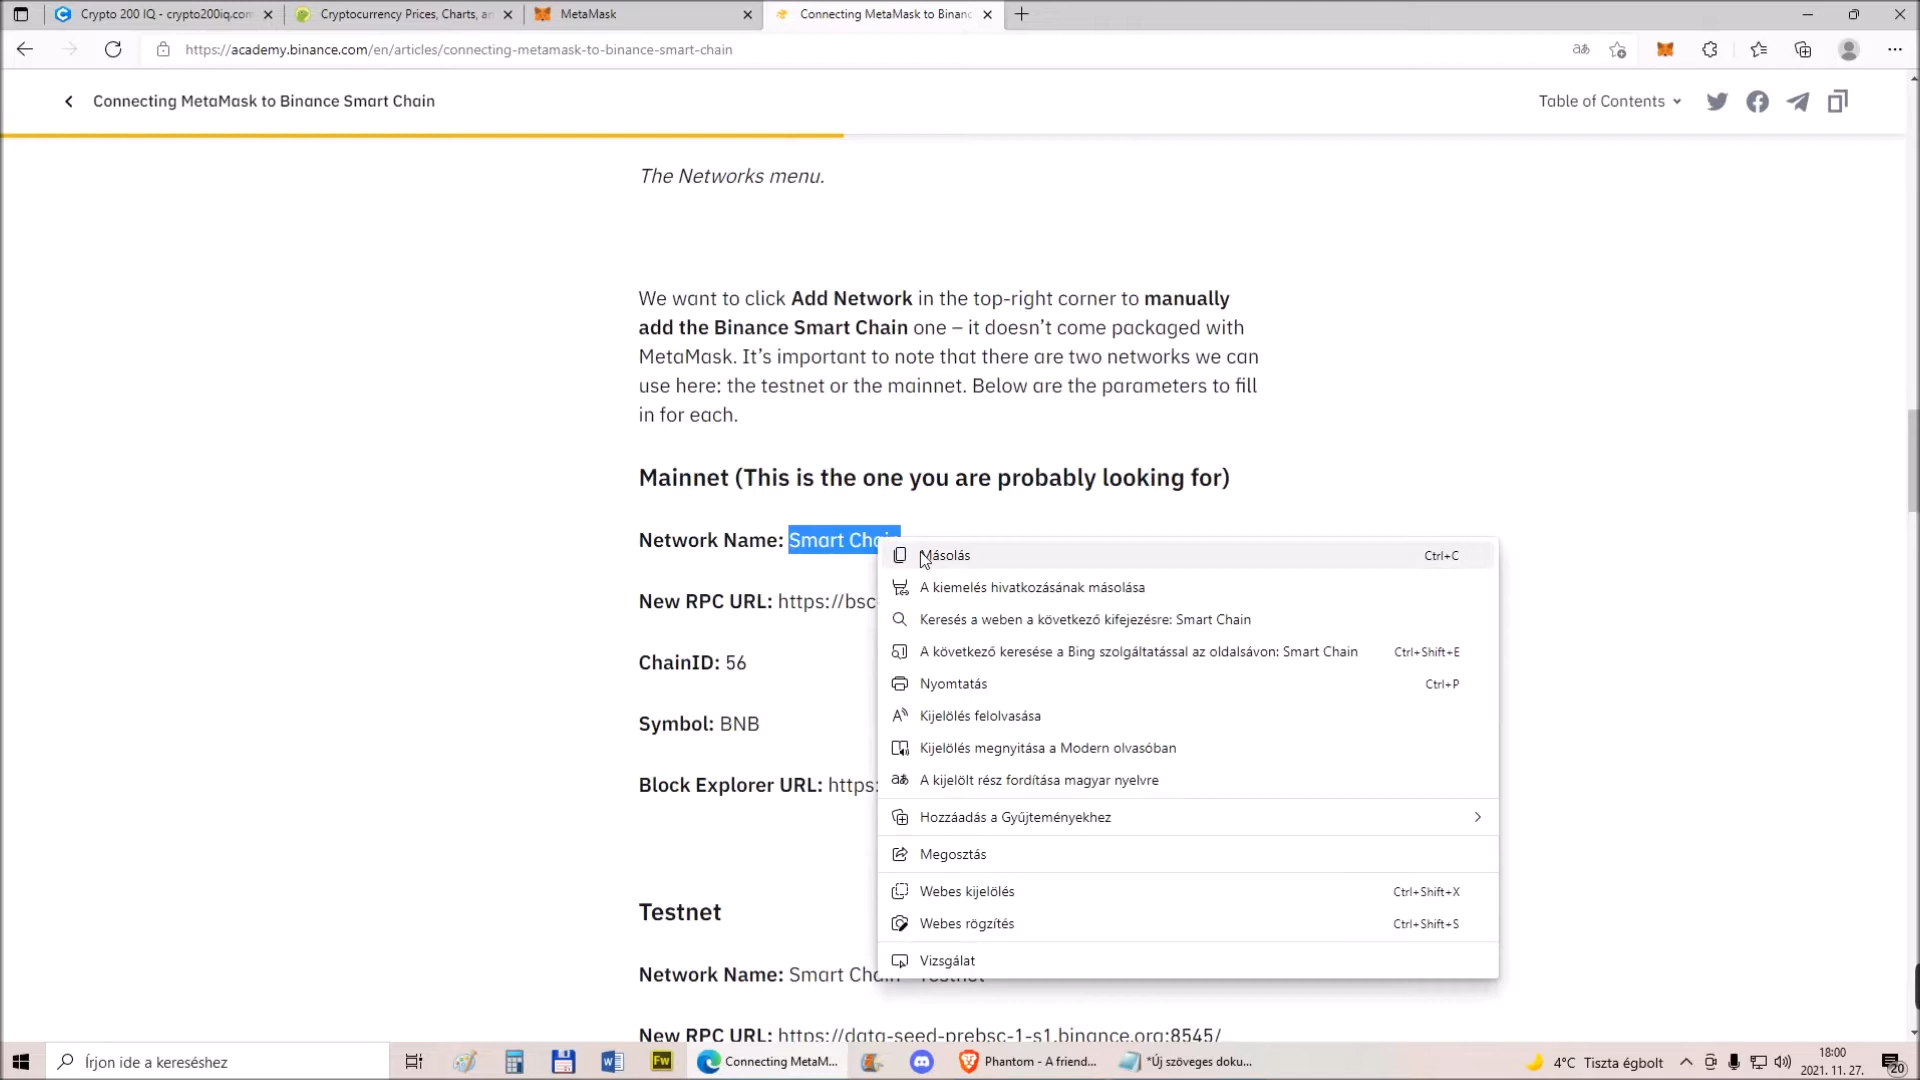 Crypto 200 IQ - crypto200iq.com
Cryptocurrency Prices, Charts, a
MetaMask
Connecting MetaMask to Binanc
https://academy.binance.com/en/articles/connecting-metamask-to-binance-smart-chain
Connecting MetaMask to Binance Smart Chain
Table of Contents
The Networks menu.
We want to click Add Network in the top-right corner to manually
add the Binance Smart Chain one – it doesn’t come packaged with
MetaMask. It’s important to note that there are two networks we can
use here: the testnet or the mainnet. Below are the parameters to fill
in for each.
Mainnet (This is the one you are probably looking for)
Network Name: Smart Chain
Másolás Ctrl+C
A kiemelés hivatkozásának másolása
New RPC URL: https://bsc-
Keresés a weben a következő kifejezésre: Smart Chain
A következő keresése a Bing szolgáltatással az oldalsávon: Smart Chain Ctrl+Shift+E
ChainID: 56
Nyomtatás Ctrl+P
Kijelölés felolvasása
Symbol: BNB
Kijelölés megnyitása a Modern olvasóban
A kijelölt rész fordítása magyar nyelvre
Block Explorer URL: https:
Hozzáadás a Gyűjteményekhez
Megosztás
Webes kijelölés Ctrl+Shift+X
Testnet
Webes rögzítés Ctrl+Shift+S
Vizsgálat
Network Name: Smart Chain - Testnet
New RPC URL: https://data-seed-prebsc-1-s1.binance.org:8545/
Írjon ide a kereséshez
Fw
Connecting MetaM...
Phantom - A friend...
*Új szöveges doku...
4°C Tiszta égbolt
18:00
2021. 11. 27.
20